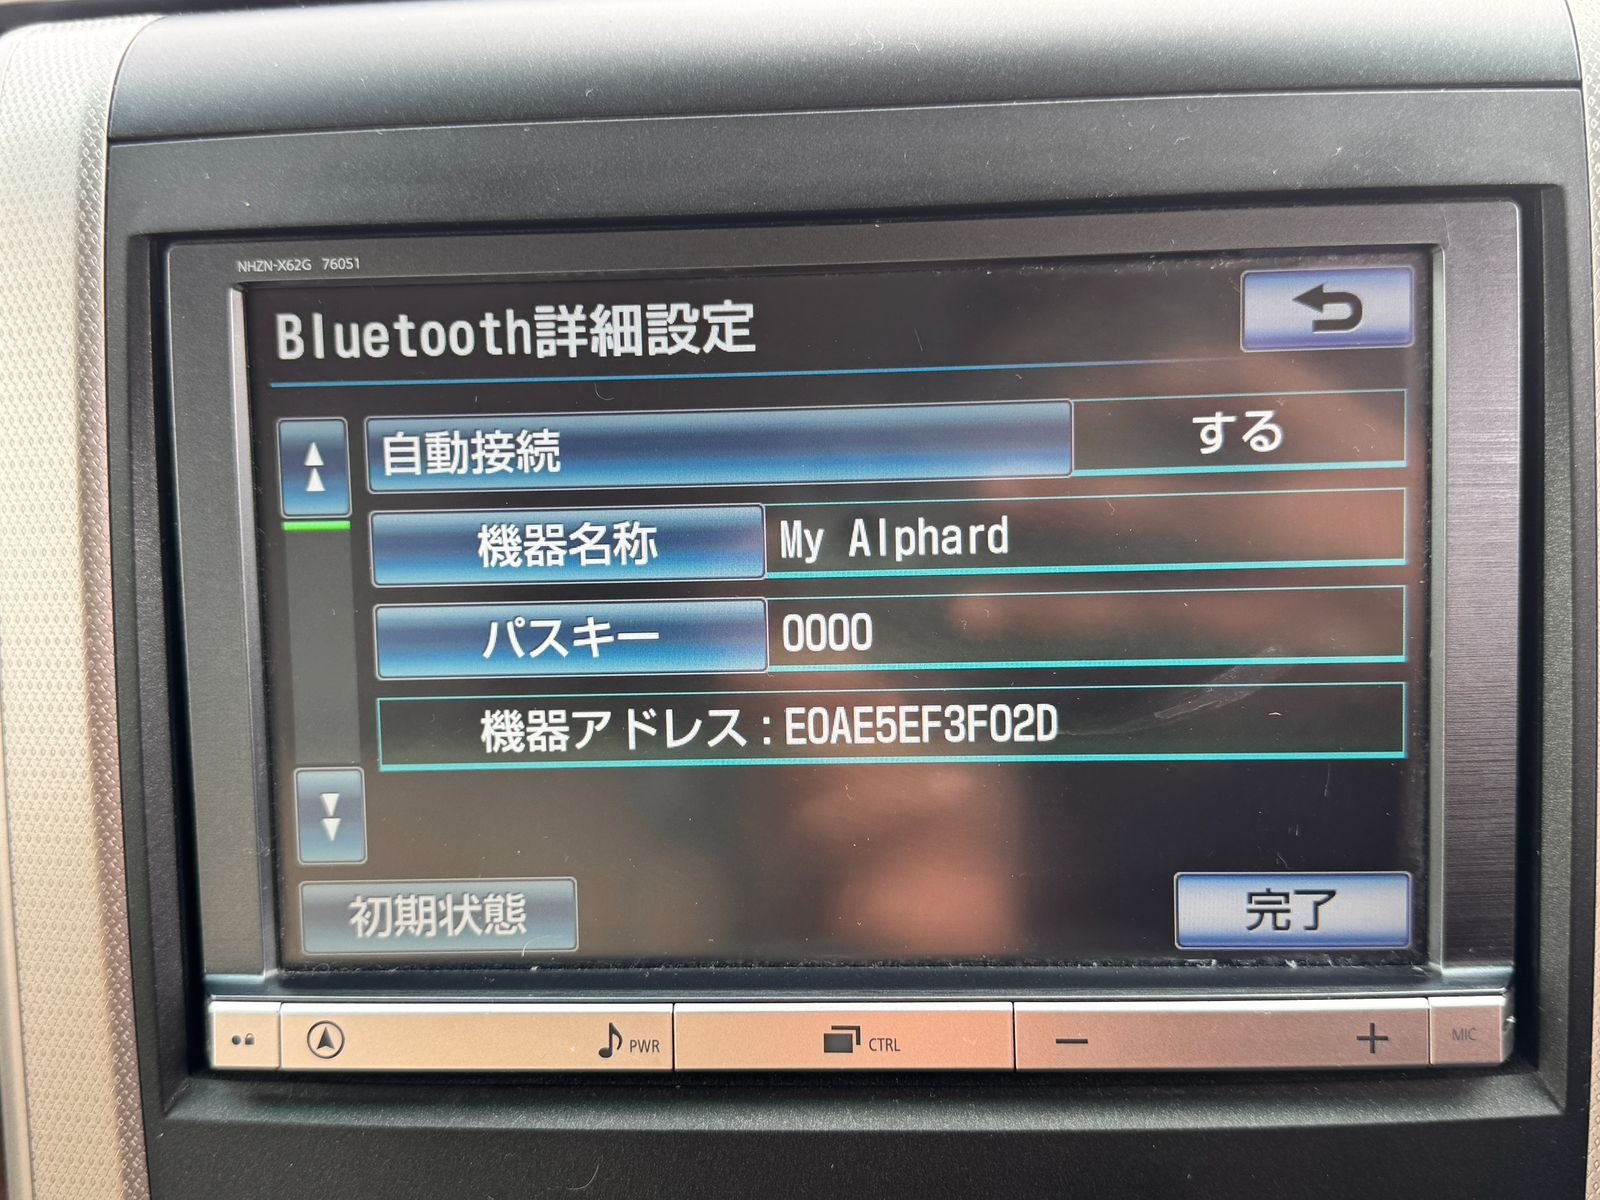 NHZN-X62G 76051
Bluetooth詳細設定
自動接続 する
機器名称 My Alphard
パスキー 0000
機器アドレス:E0AE5EF3F02D
初期状態 完了
PWR CTRL − + MIC